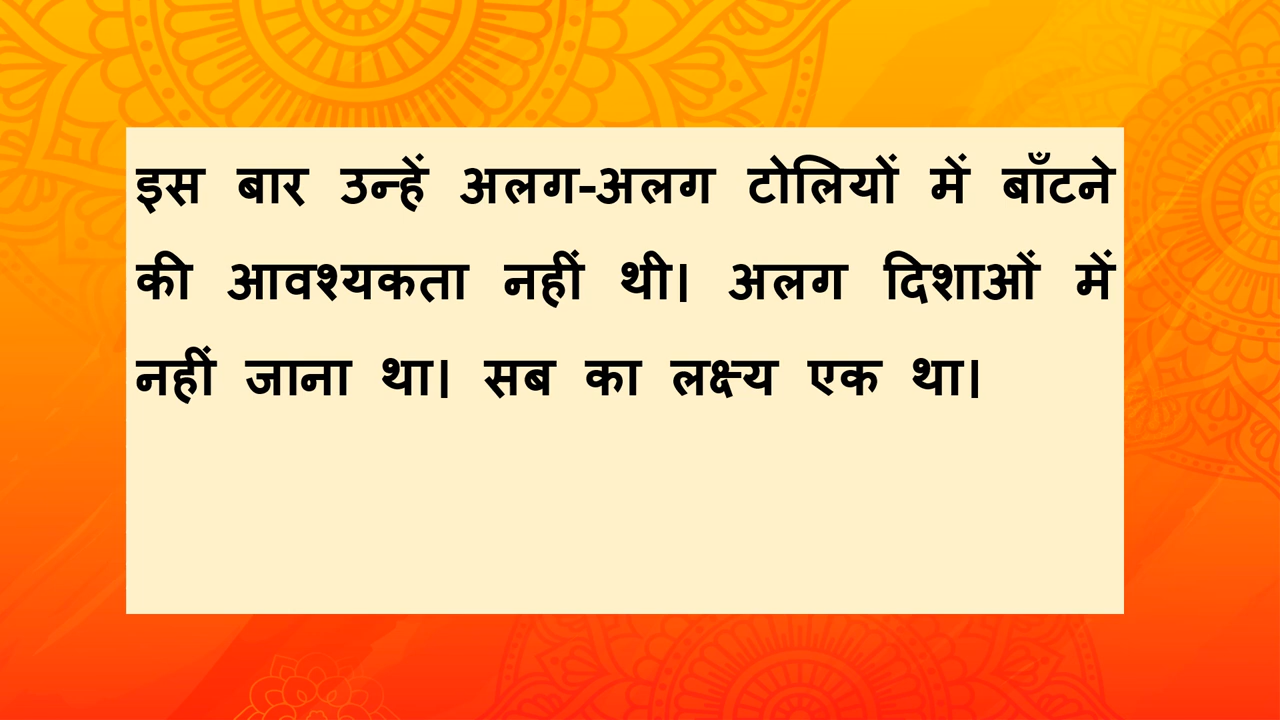 इस बार उन्हें अलग-अलग टोलियों में बाँटने
की आवश्यकता नहीं थी। अलग दिशाओं में
नहीं जाना था। सब का लक्ष्य एक था।